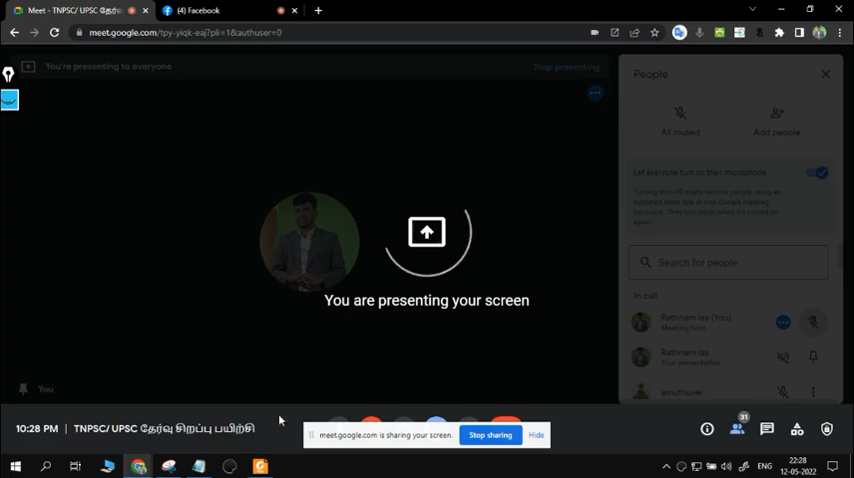 Meet - TNPSC/ UPSC தேர்வு
(4) Facebook
meet.google.com/tpy-yiqk-eaj?pli=1&authuser=0
You're presenting to everyone
Stop presenting
People
All muted
Add people
Let everyone turn on their microphone
Turning this off might remove people using an
outdated Meet app or non Google meeting
hardware. They can rejoin when it's turned on
again.
Search for people
In call
Rathnam Ias (You)
Meeting host
Rathnam Ias
Your presentation
amuthuvel
You are presenting your screen
You
10:28 PM | TNPSC/ UPSC தேர்வு சிறப்பு பயிற்சி
meet.google.com is sharing your screen.
Stop sharing
Hide
31
ENG
22:28
12-05-2022